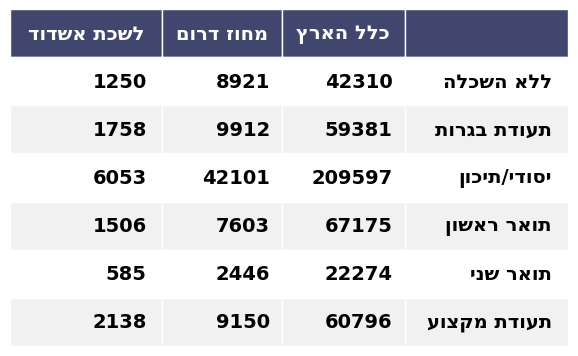 כלל הארץ מחוז דרום לשכת אשדוד
ללא השכלה 42310 8921 1250
תעודת בגרות 59381 9912 1758
יסודי/תיכון 209597 42101 6053
תואר ראשון 67175 7603 1506
תואר שני 22274 2446 585
תעודת מקצוע 60796 9150 2138